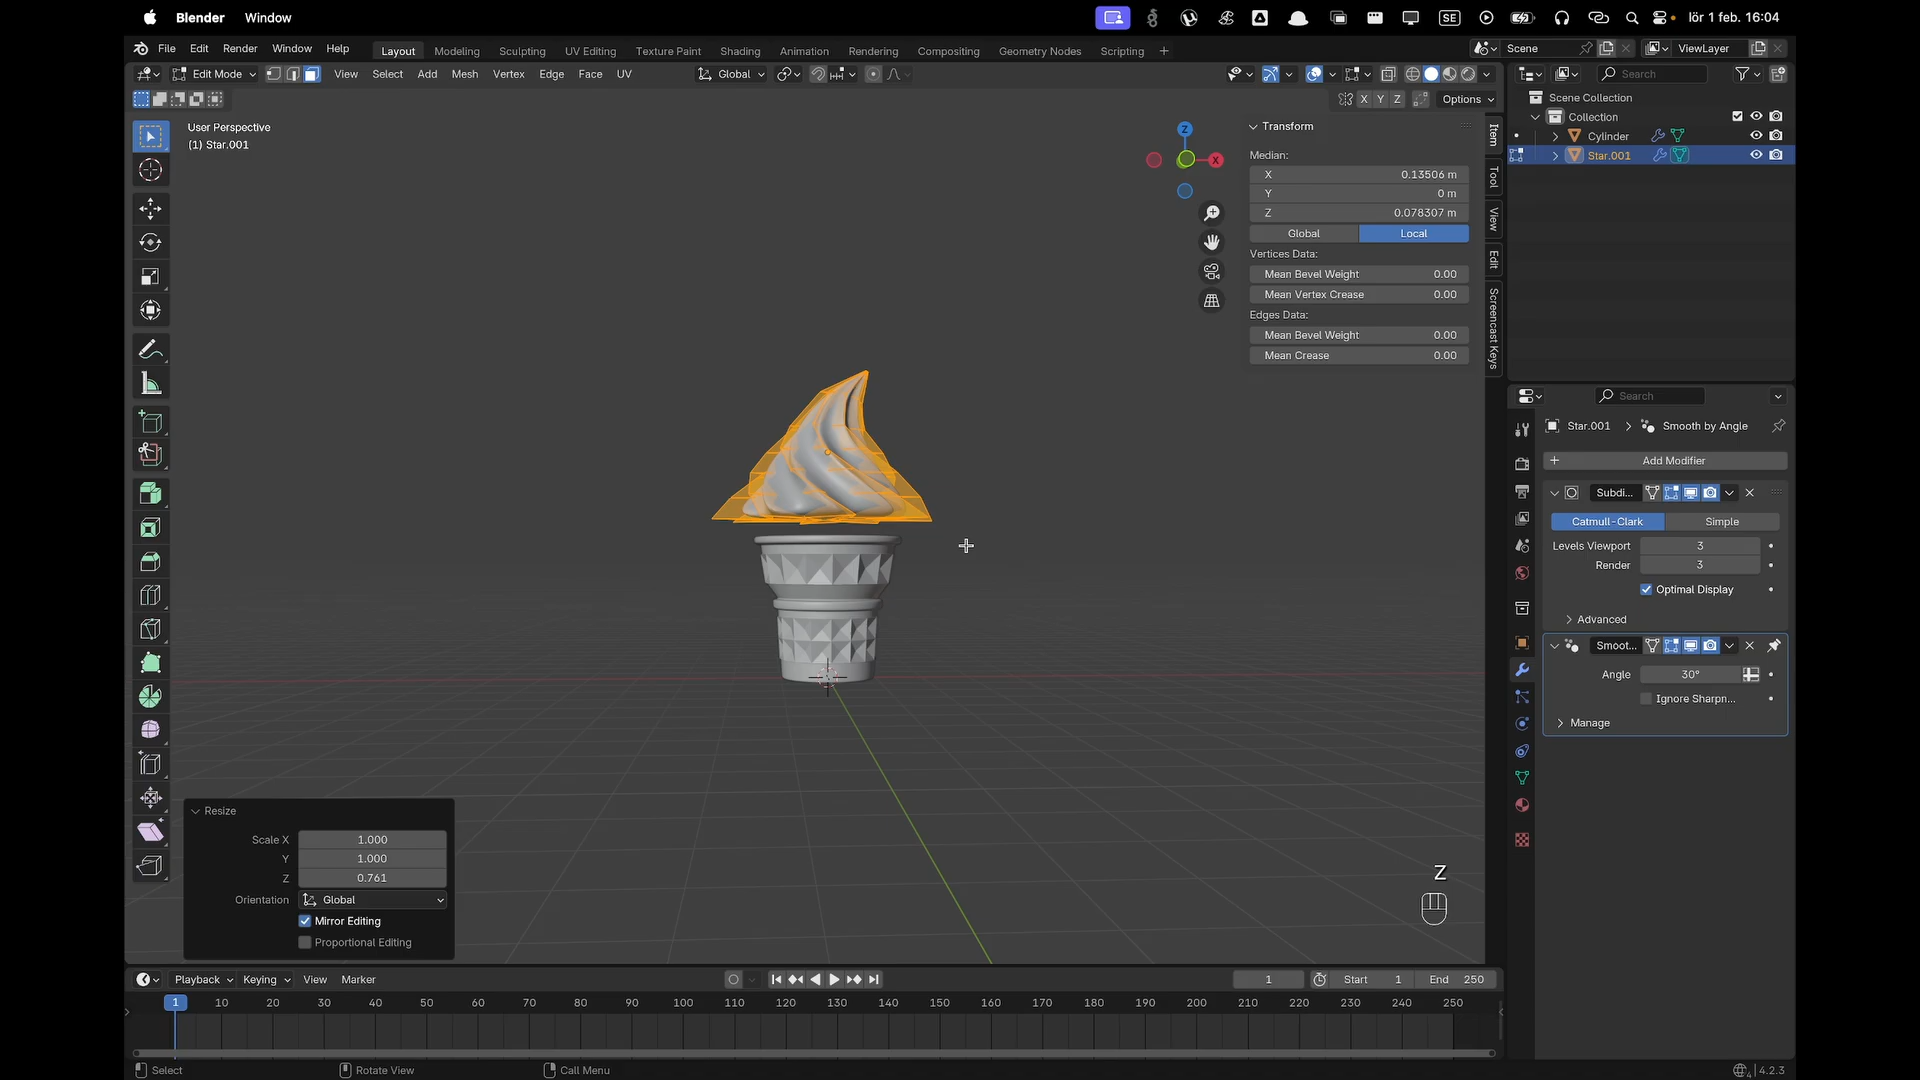 Blender Window SE lör 1 feb. 16:04
File Edit Render Window Help Layout Modeling Sculpting UV Editing Texture Paint Shading Animation Rendering Compositing Geometry Nodes Scripting + Scene ViewLayer
Edit Mode View Select Add Mesh Vertex Edge Face UV Global Search
X Y Z Options
Scene Collection
Collection
Cylinder
Star.001
User Perspective
(1) Star.001
Z
X
Transform
Median:
X 0.13506 m
Y 0 m
Z 0.078307 m
Global Local
Vertices Data:
Mean Bevel Weight 0.00
Mean Vertex Crease 0.00
Edges Data:
Mean Bevel Weight 0.00
Mean Crease 0.00
Item
Tool
View
Edit
Screencast Keys
Search
Star.001 > Smooth by Angle
+ Add Modifier
Subdi...
Catmull-Clark Simple
Levels Viewport 3
Render 3
Optimal Display
Advanced
Smoot...
Angle 30°
Ignore Sharpn...
Manage
Resize
Scale X 1.000
Y 1.000
Z 0.761
Orientation Global
Mirror Editing
Proportional Editing
Z
Playback Keying View Marker 1 Start 1 End 250
1 10 20 30 40 50 60 70 80 90 100 110 120 130 140 150 160 170 180 190 200 210 220 230 240 250
Select Rotate View Call Menu 4.2.3